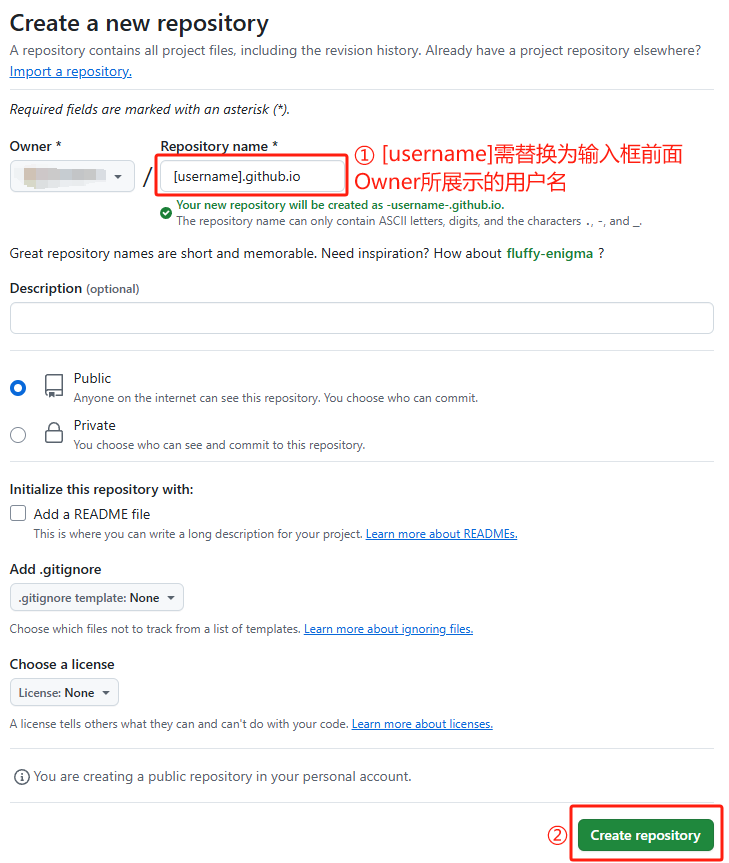 Create a new repository
A repository contains all project files, including the revision history. Already have a project repository elsewhere?
Import a repository.
Required fields are marked with an asterisk (*).
Owner *
Repository name *
/
[username].github.io
① [username]需替换为输入框前面
Owner所展示的用户名
Your new repository will be created as -username-.github.io.
The repository name can only contain ASCII letters, digits, and the characters ., -, and _.
Great repository names are short and memorable. Need inspiration? How about fluffy-enigma ?
Description (optional)
Public
Anyone on the internet can see this repository. You choose who can commit.
Private
You choose who can see and commit to this repository.
Initialize this repository with:
Add a README file
This is where you can write a long description for your project. Learn more about READMEs.
Add .gitignore
.gitignore template: None
Choose which files not to track from a list of templates. Learn more about ignoring files.
Choose a license
License: None
A license tells others what they can and can't do with your code. Learn more about licenses.
You are creating a public repository in your personal account.
② Create repository